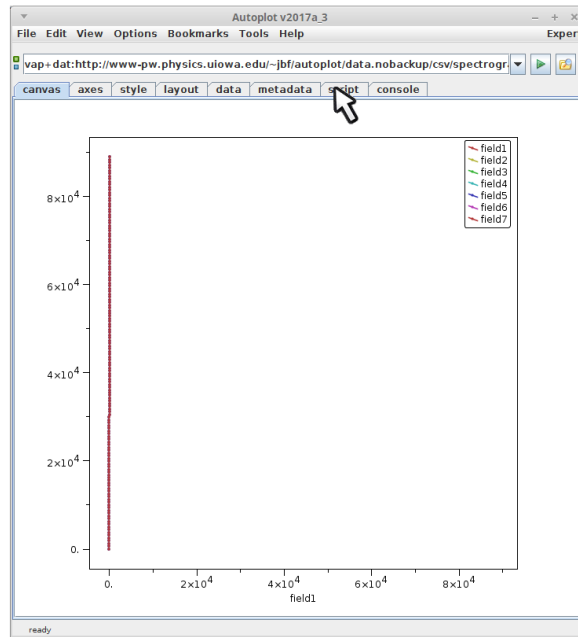 Autoplot v2017a_3
File Edit View Options Bookmarks Tools Help Exper
vap+dat:http://www-pw.physics.uiowa.edu/~jbf/autoplot/data.nobackup/csv/spectrogra
canvas axes style layout data metadata script console
field1
field2
field3
field4
field5
field6
field7
8×10⁴
6×10⁴
4×10⁴
2×10⁴
0.
0. 2×10⁴ 4×10⁴ 6×10⁴ 8×10⁴
field1
ready